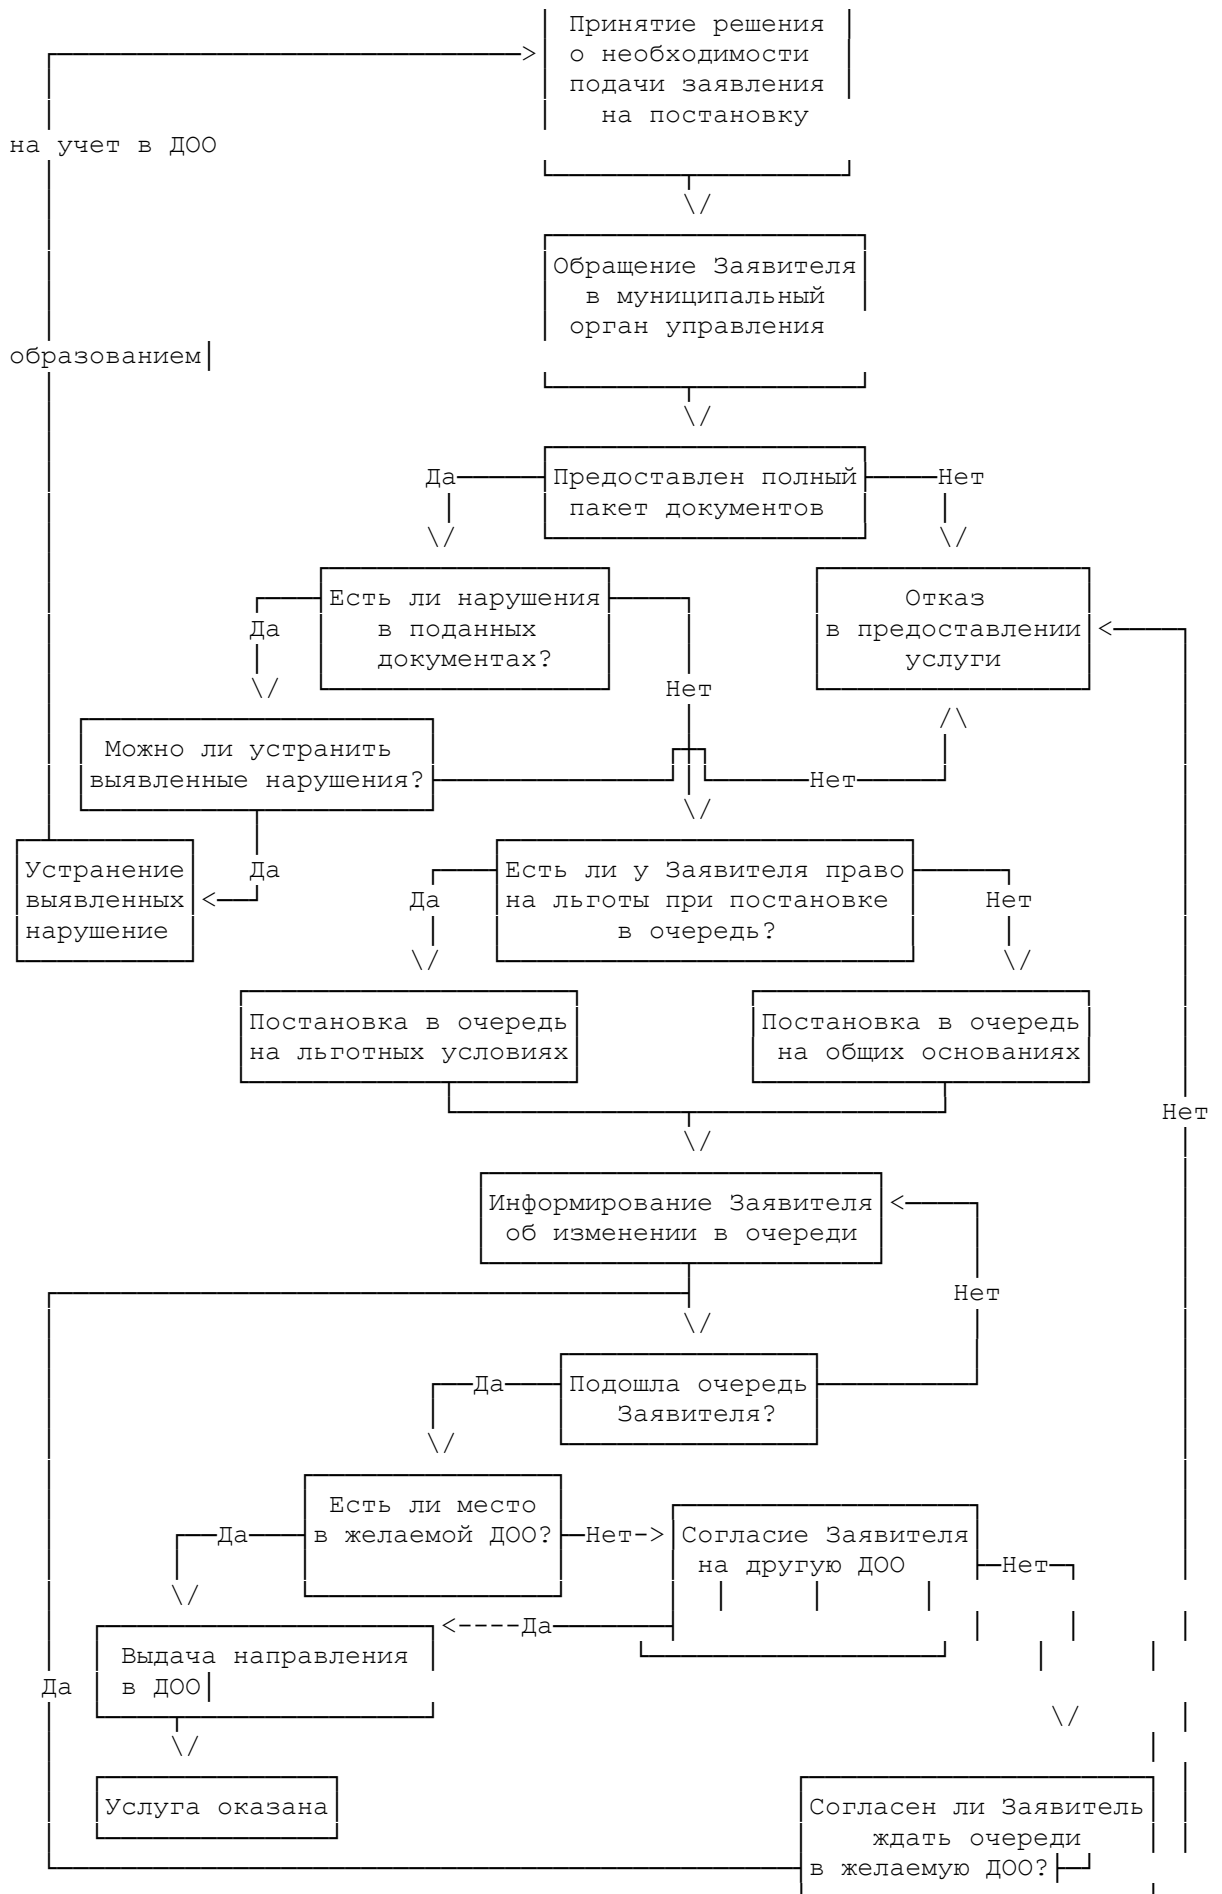 Принятие решения
о необходимости
подачи заявления
на постановку
на учет в ДОО
Обращение Заявителя
в муниципальный
орган управления
образованием
Да Предоставлен полный Нет
пакет документов
Есть ли нарушения
в поданных
документах?
Да
Нет
Отказ
в предоставлении
услуги
Можно ли устранить
выявленные нарушения?
Нет
Да
Устранение
выявленных
нарушение
Есть ли у Заявителя право
на льготы при постановке
в очередь?
Да
Нет
Постановка в очередь
на льготных условиях
Постановка в очередь
на общих основаниях
Нет
Информирование Заявителя
об изменении в очереди
Нет
Да
Подошла очередь
Заявителя?
Есть ли место
в желаемой ДОО?
Да
Нет->
Согласие Заявителя
на другую ДОО
Нет
<----Да
Выдача направления
в ДОО
Да
Услуга оказана
Согласен ли Заявитель
ждать очереди
в желаемую ДОО?